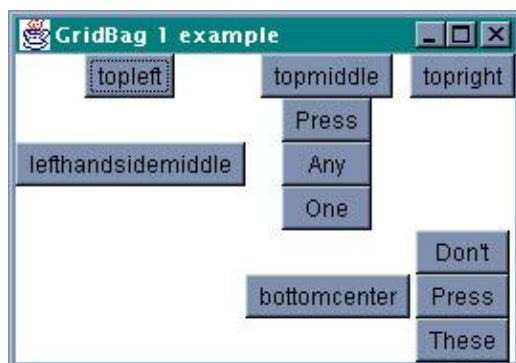 GridBag 1 example
topleft topmiddle topright
Press
lefthandsidemiddle Any
One
Don't
bottomcenter Press
These